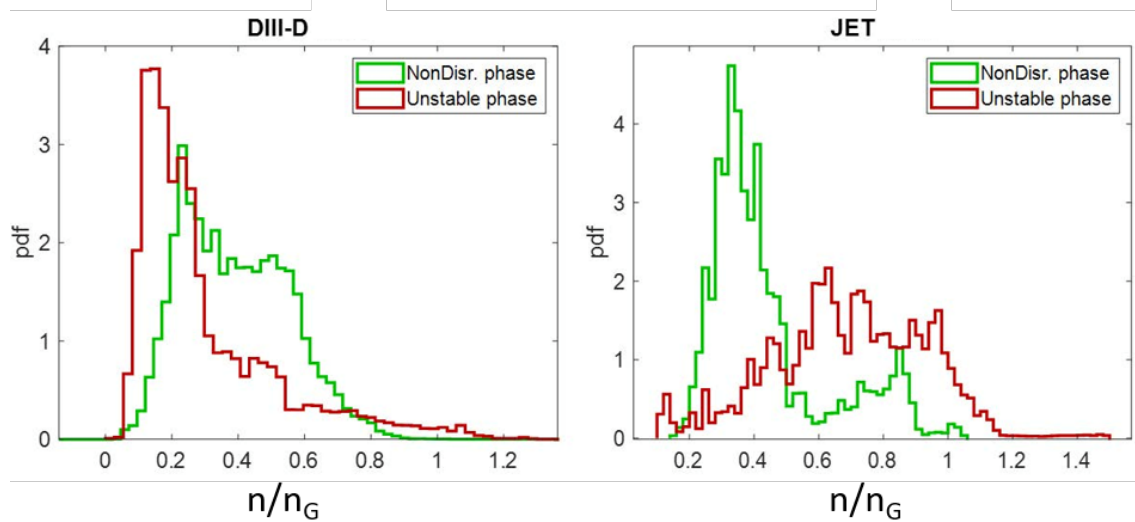 DIII-D
4
3
2
1
0
pdf
NonDisr. phase
Unstable phase
0 0.2 0.4 0.6 0.8 1 1.2
n/nG
JET
4
3
2
1
0
pdf
NonDisr. phase
Unstable phase
0.2 0.4 0.6 0.8 1 1.2 1.4
n/nG